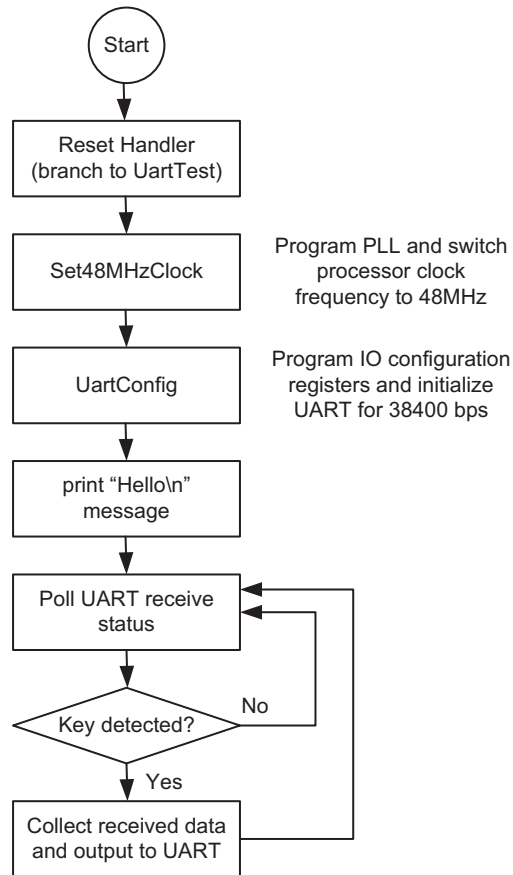 Start
Reset Handler
(branch to UartTest)
Set48MHzClock
Program PLL and switch
processor clock
frequency to 48MHz
UartConfig
Program IO configuration
registers and initialize
UART for 38400 bps
print “Hello\n”
message
Poll UART receive
status
Key detected?
No
Yes
Collect received data
and output to UART